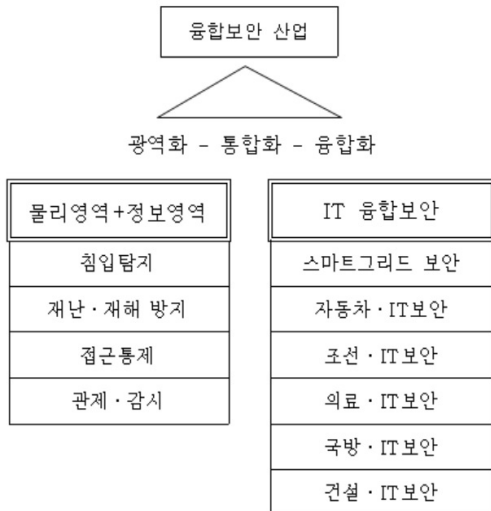 융합보안 산업
광역화 - 통합화 - 융합화
물리영역+정보영역
침입탐지
재난·재해 방지
접근통제
관제·감시
IT 융합보안
스마트그리드 보안
자동차·IT보안
조선·IT보안
의료·IT보안
국방·IT보안
건설·IT보안